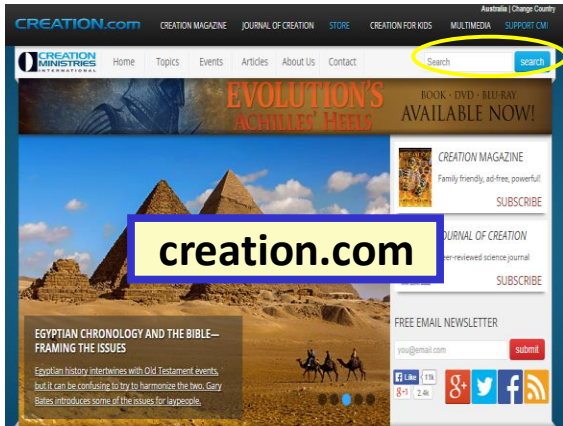 Australia | Change Country
CREATION.com CREATION MAGAZINE JOURNAL OF CREATION STORE CREATION FOR KIDS MULTIMEDIA SUPPORT CMI
CREATION
MINISTRIES
INTERNATIONAL
Home Topics Events Articles About Us Contact
Search search
EVOLUTION'S
ACHILLES' HEELS
BOOK · DVD · BLU-RAY
AVAILABLE NOW!
CREATION MAGAZINE
Family friendly, ad-free, powerful!
SUBSCRIBE
creation.com
OURNAL OF CREATION
er-reviewed science journal
SUBSCRIBE
EGYPTIAN CHRONOLOGY AND THE BIBLE—
FRAMING THE ISSUES
Egyptian history intertwines with Old Testament events,
but it can be confusing to try to harmonize the two. Gary
Bates introduces some of the issues for laypeople.
FREE EMAIL NEWSLETTER
you@email.com submit
Like 11k
g+1 2.4k